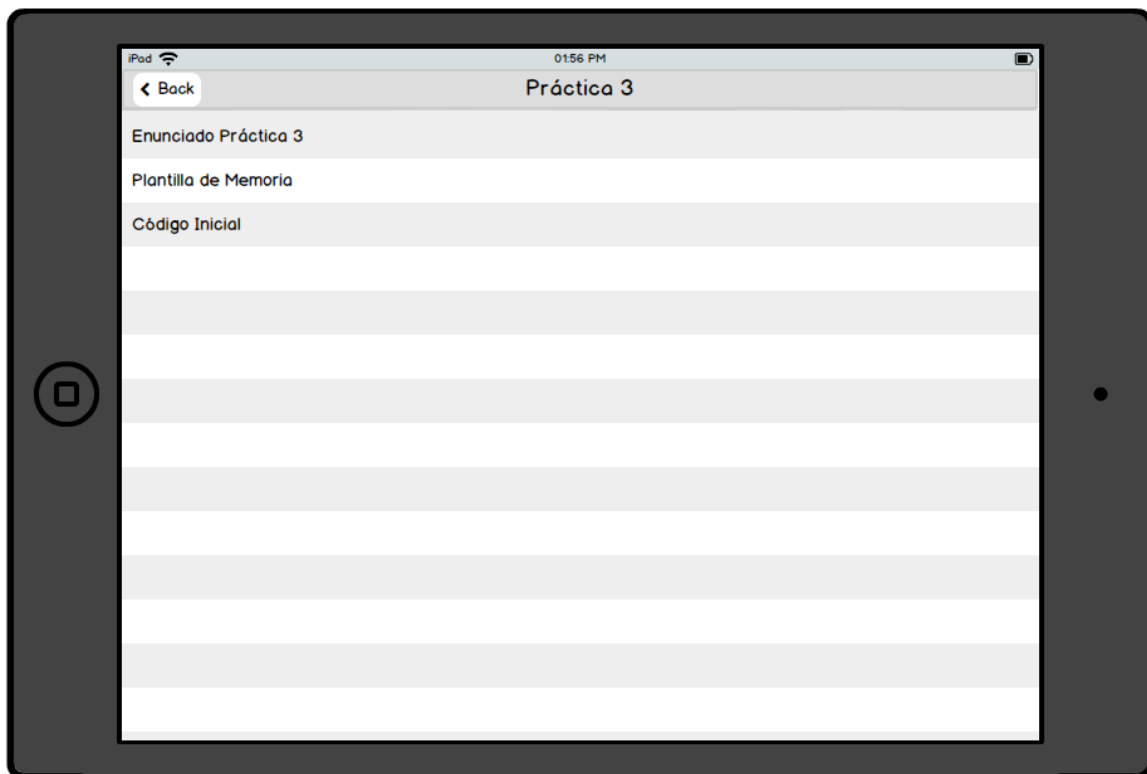 iPad 01:56 PM
Back Práctica 3
Enunciado Práctica 3
Plantilla de Memoria
Código Inicial